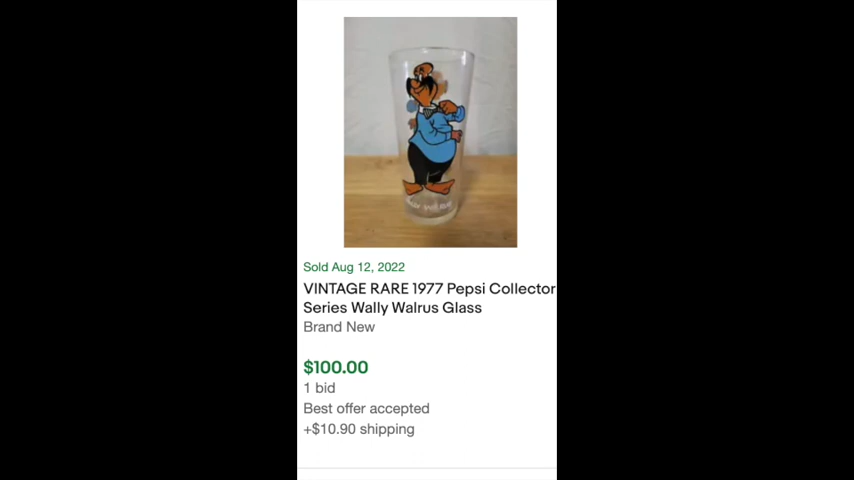 Sold Aug 12, 2022
VINTAGE RARE 1977 Pepsi Collector
Series Wally Walrus Glass
Brand New
$100.00
1 bid
Best offer accepted
+$10.90 shipping